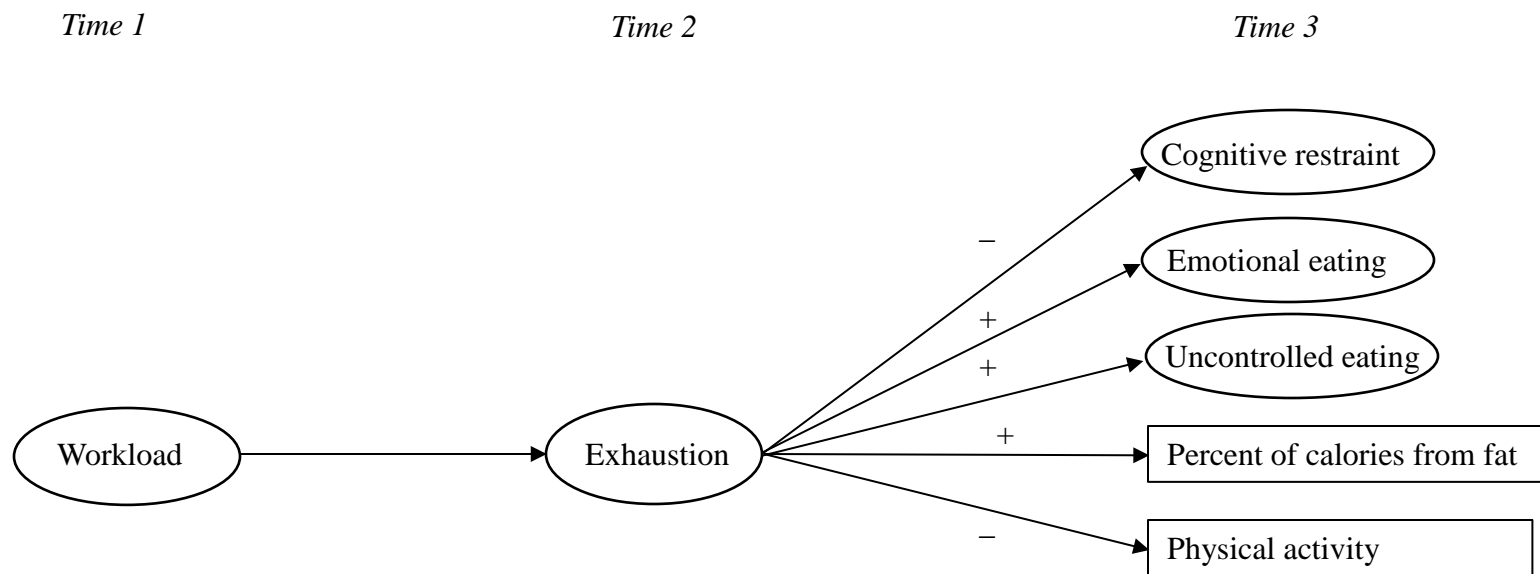 Time 1
Time 2
Time 3
Cognitive restraint
–
Emotional eating
+
+
Uncontrolled eating
Workload
Exhaustion
+
Percent of calories from fat
–
Physical activity